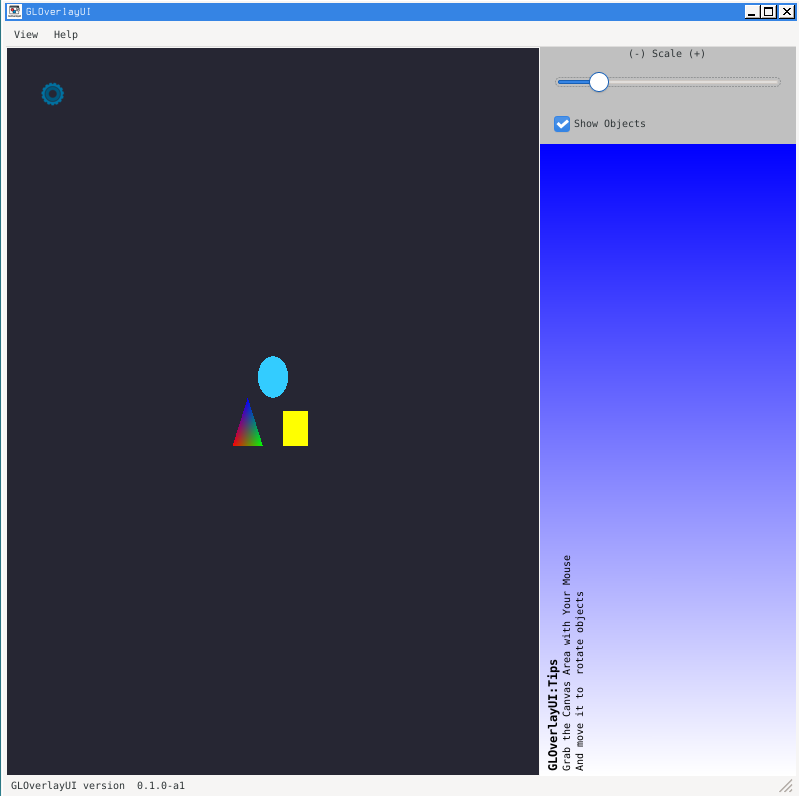 GLOverlayUI
View Help
(-) Scale (+)
Show Objects
GLOverlayUI:Tips
Grab the Canvas Area with Your Mouse
And move it to  rotate objects
GLOverlayUI version  0.1.0-a1